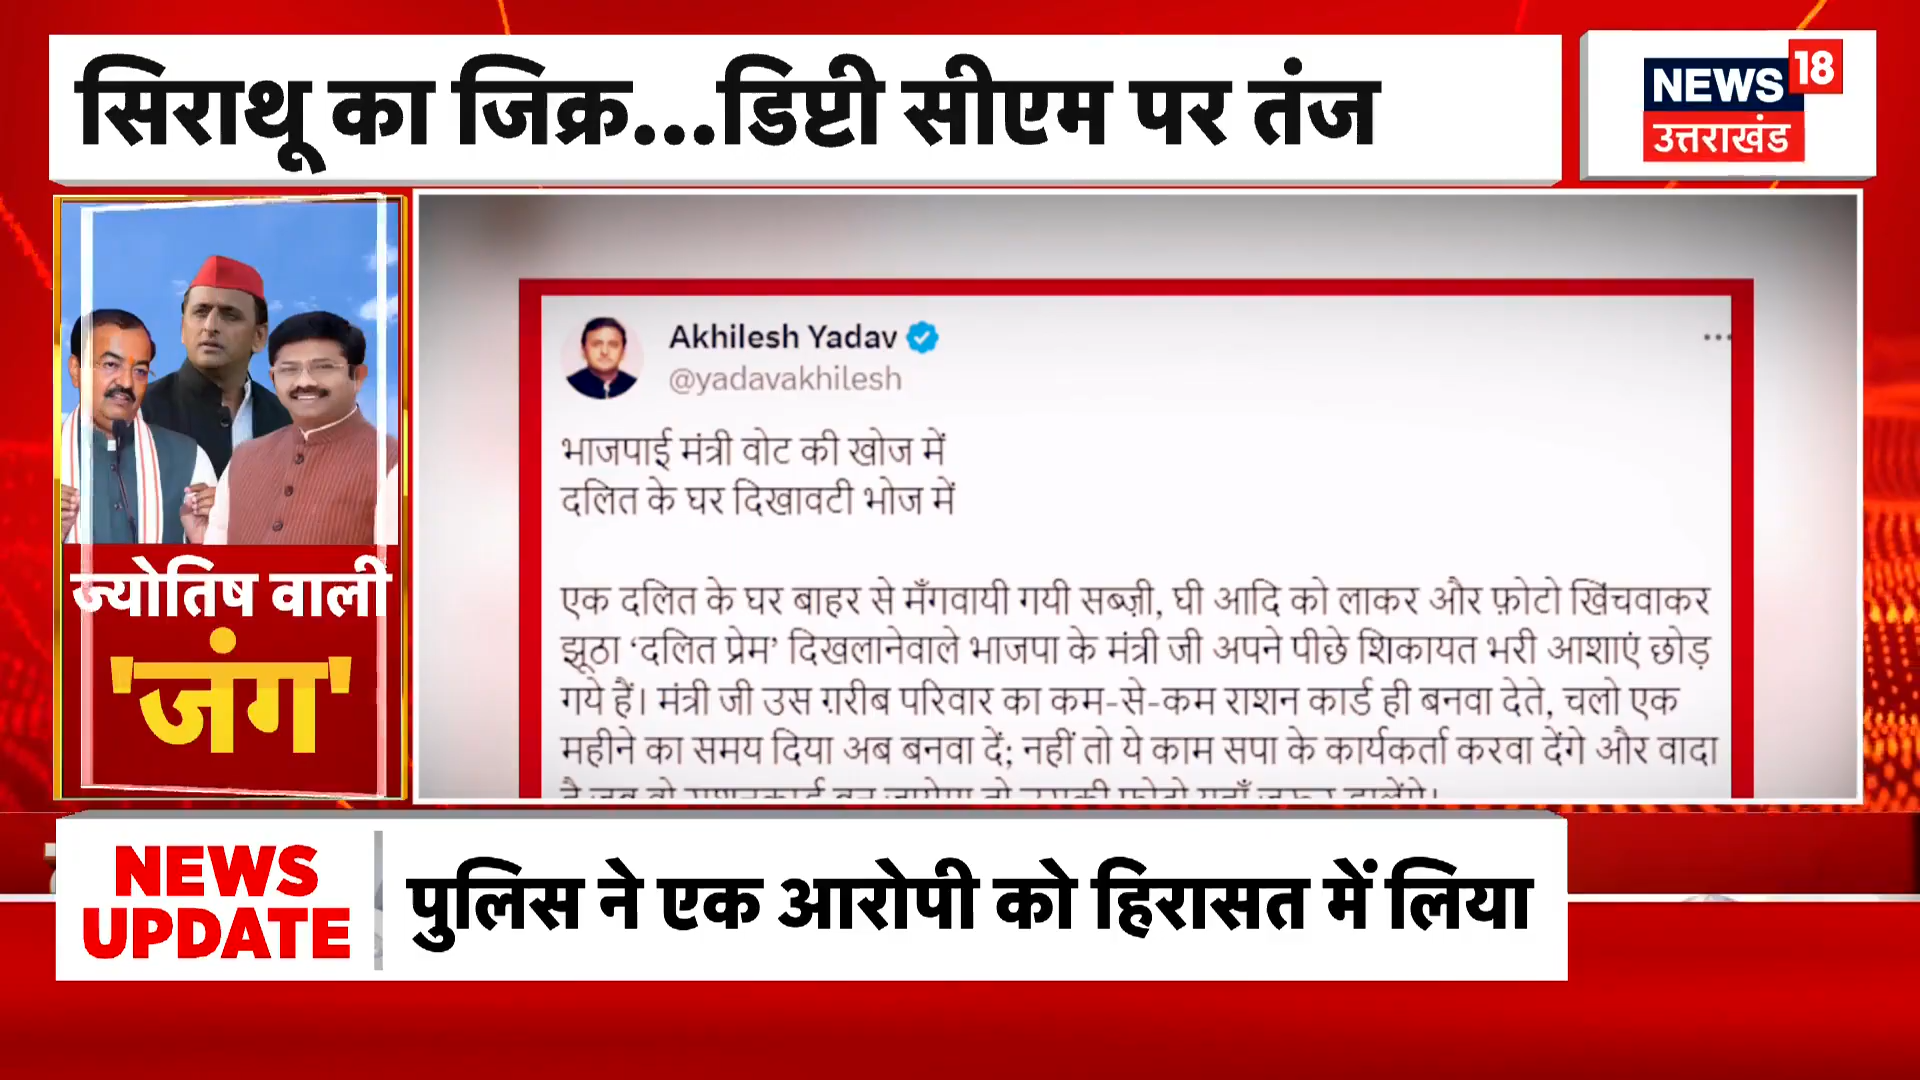 सिराथू का जिक्र...डिप्टी सीएम पर तंज
NEWS 18
उत्तराखंड
Akhilesh Yadav
@yadavakhilesh
भाजपाई मंत्री वोट की खोज में
दलित के घर दिखावटी भोज में
एक दलित के घर बाहर से मँगवायी गयी सब्ज़ी, घी आदि को लाकर और फ़ोटो खिंचवाकर
झूठा ‘दलित प्रेम’ दिखलानेवाले भाजपा के मंत्री जी अपने पीछे शिकायत भरी आशाएं छोड़
गये हैं। मंत्री जी उस ग़रीब परिवार का कम-से-कम राशन कार्ड ही बनवा देते, चलो एक
महीने का समय दिया अब बनवा दें; नहीं तो ये काम सपा के कार्यकर्ता करवा देंगे और वादा
ज्योतिष वाली
'जंग'
NEWS
UPDATE
पुलिस ने एक आरोपी को हिरासत में लिया